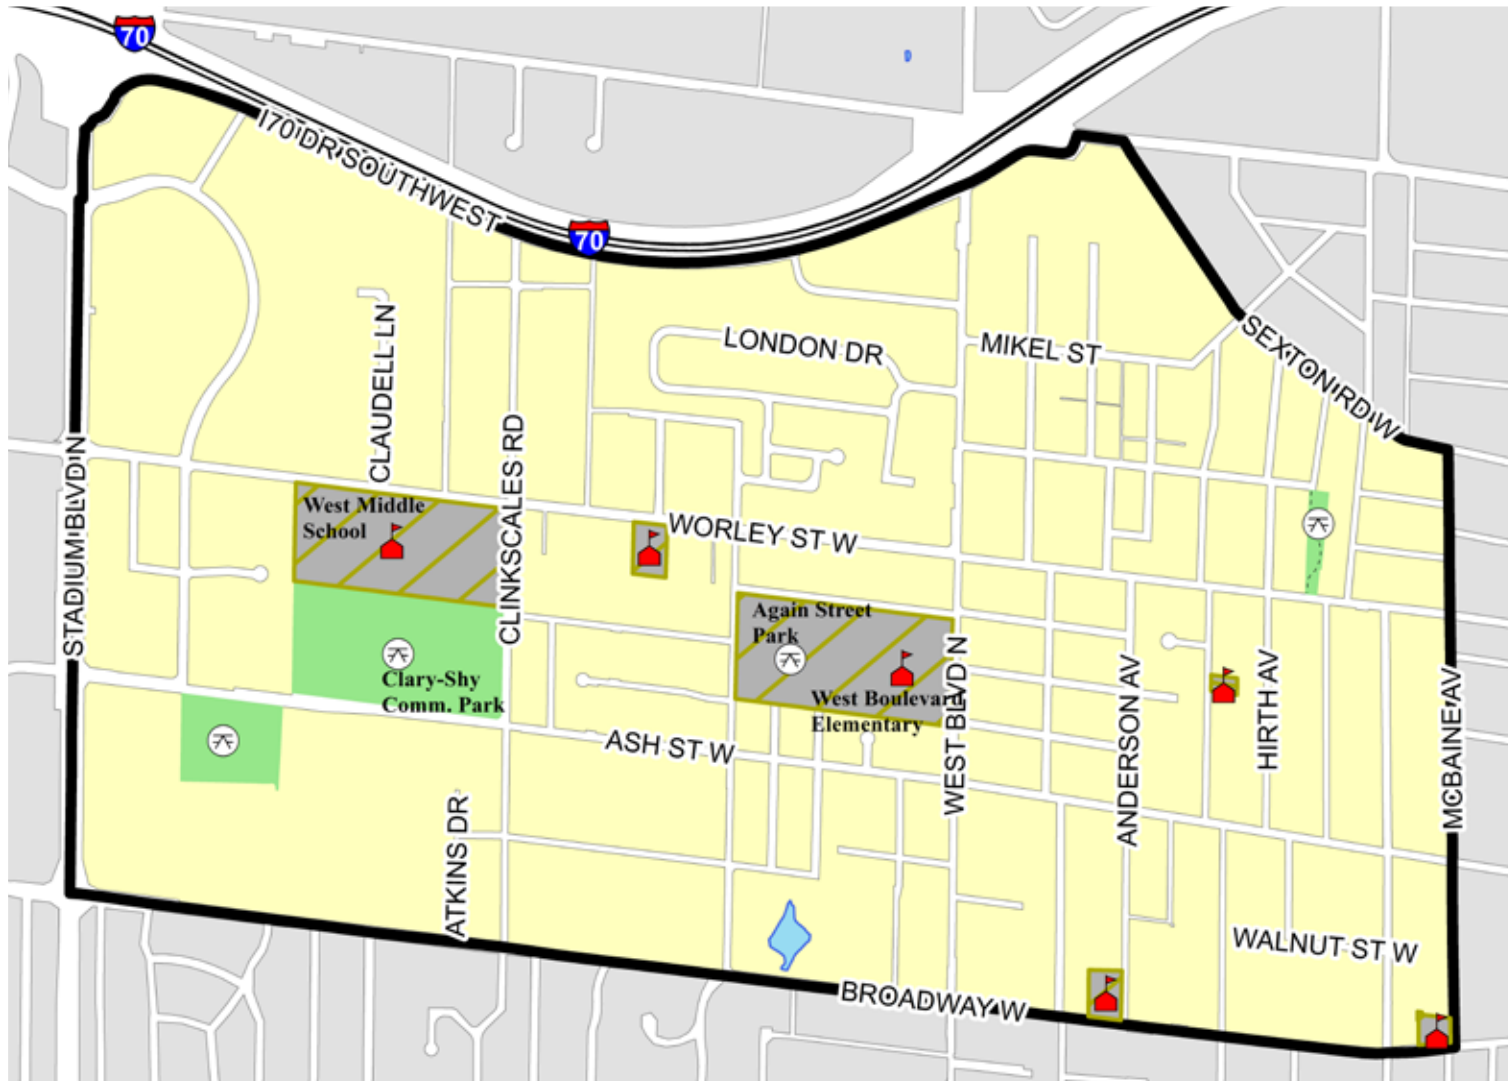 70
I70 DR SOUTHWEST
70
LONDON DR
MIKEL ST
SEXTON RD W
CLAUDELL LN
CLINKSCALES RD
STADIUM BLVD N
West Middle
School
WORLEY ST W
Again Street
Park
Clary-Shy
Comm. Park
West Boulevard
Elementary
WEST BLVD N
ANDERSON AV
HIRTH AV
MCBAINE AV
ASH ST W
ATKINS DR
WALNUT ST W
BROADWAY W